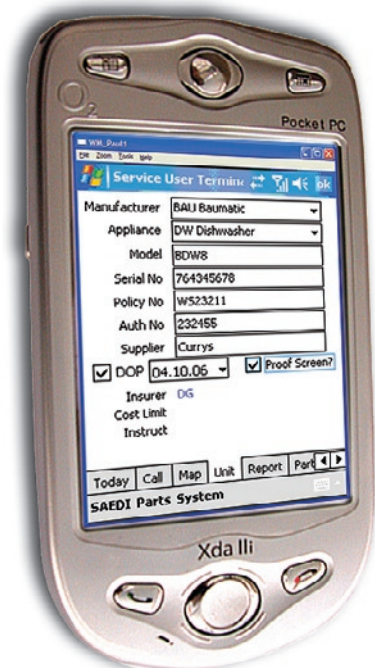 O2
Pocket PC
WM_Paul1
File Zoom Tools Help
Service User Termin ok
Manufacturer BAU Baumatic
Appliance DW Dishwasher
Model BDW8
Serial No 764345678
Policy No W523211
Auth No 232455
Supplier Currys
DOP 04.10.06 Proof Screen?
Insurer DG
Cost Limit
Instruct
Today Call Map Unit Report Part
SAEDI Parts System
Xda IIi